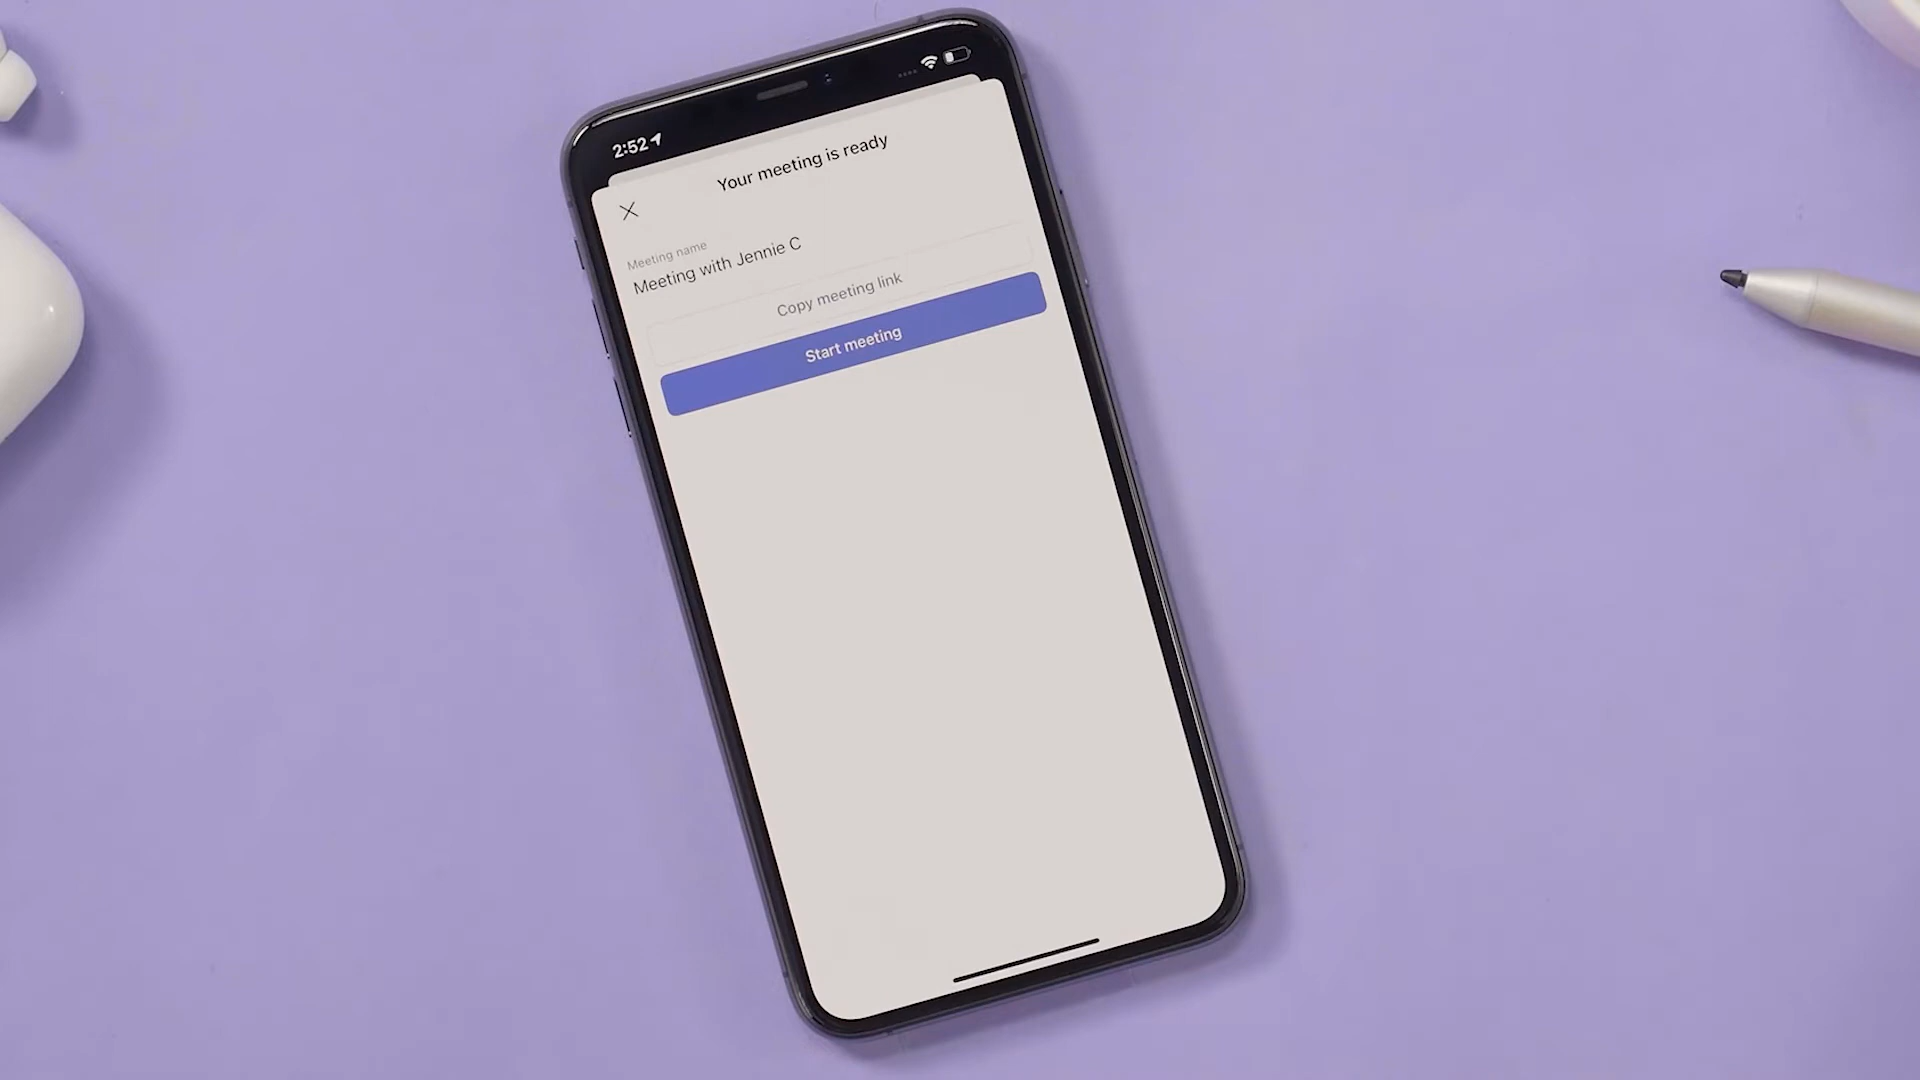 2:52
Your meeting is ready
Meeting name
Meeting with Jennie C
Copy meeting link
Start meeting